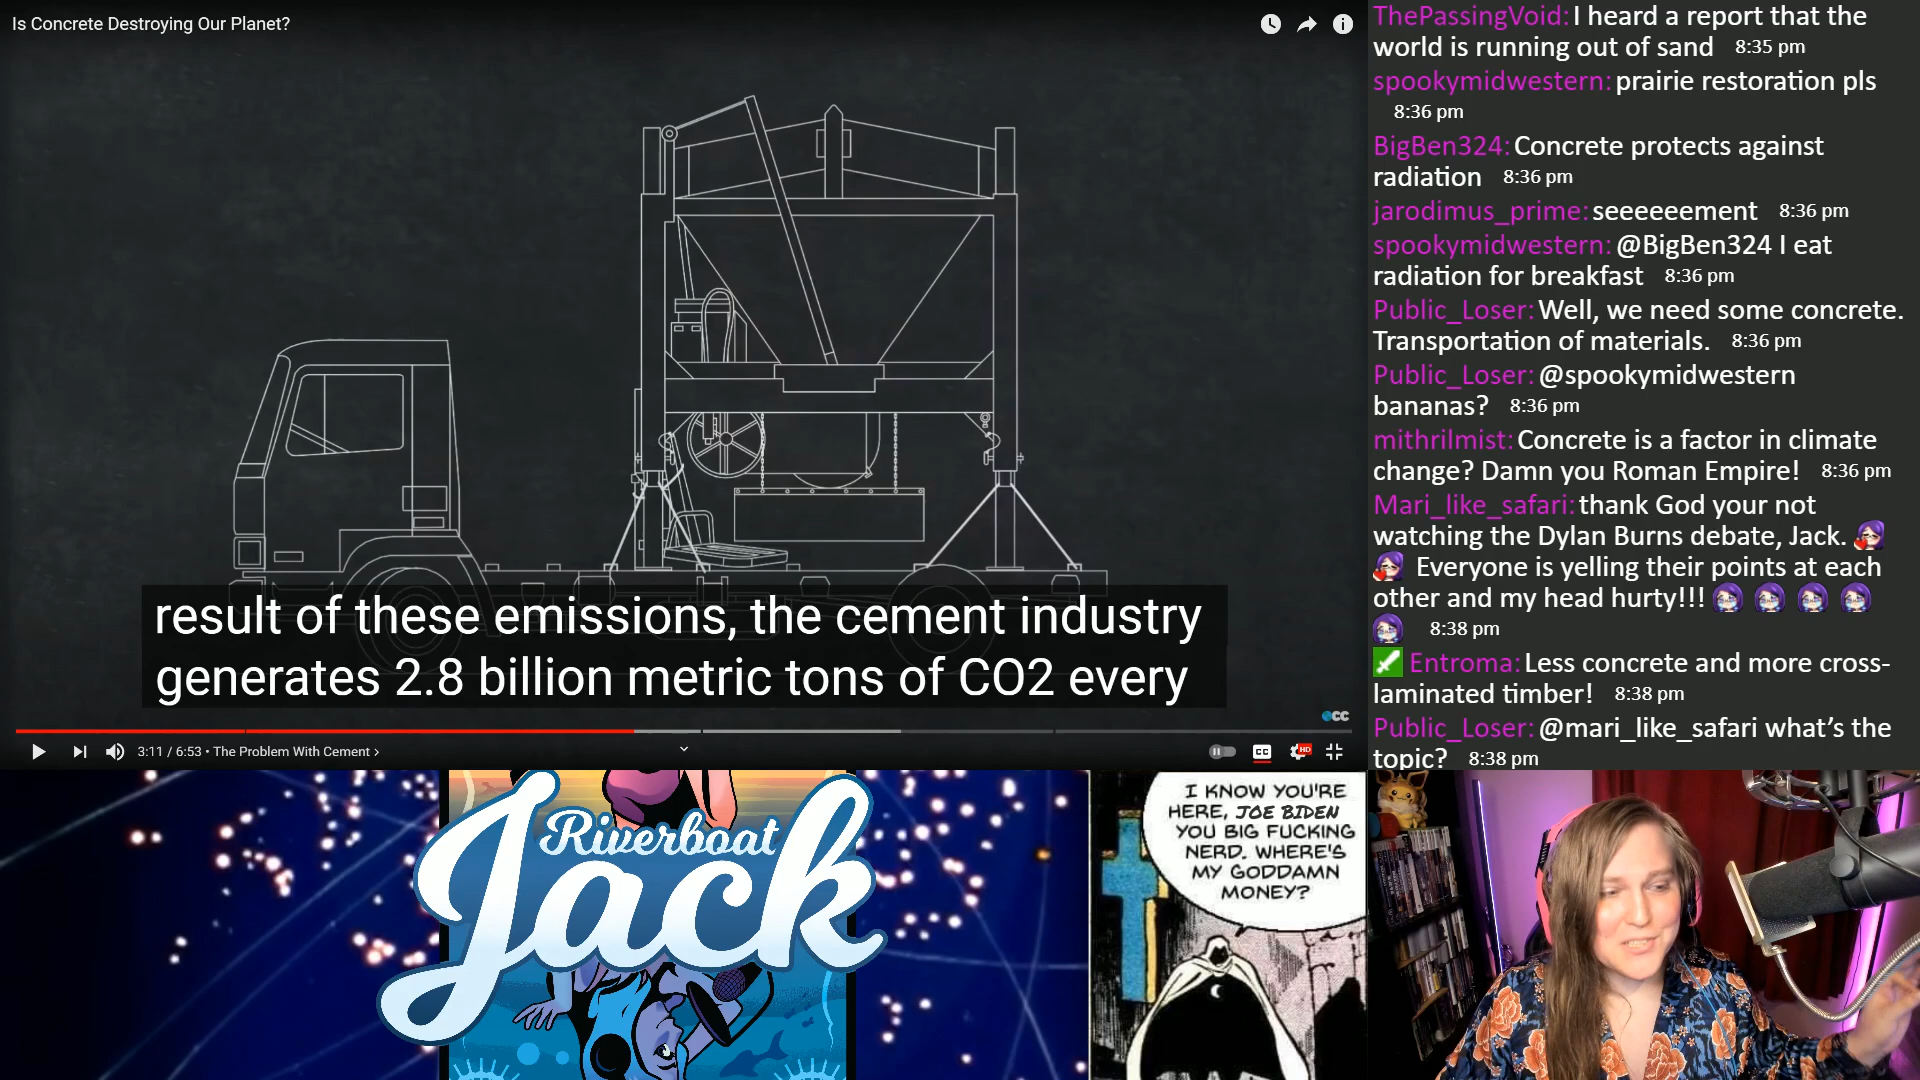 Is Concrete Destroying Our Planet?
result of these emissions, the cement industry
generates 2.8 billion metric tons of CO2 every
CC
3:11 / 6:53 • The Problem With Cement ›
CC
HD
Riverboat
Jack
I KNOW YOU'RE
HERE, JOE BIDEN
YOU BIG FUCKING
NERD. WHERE'S
MY GODDAMN
MONEY?
ThePassingVoid: I heard a report that the
world is running out of sand 8:35 pm
spookymidwestern: prairie restoration pls
8:36 pm
BigBen324: Concrete protects against
radiation 8:36 pm
jarodimus_prime: seeeeeement 8:36 pm
spookymidwestern: @BigBen324 I eat
radiation for breakfast 8:36 pm
Public_Loser: Well, we need some concrete.
Transportation of materials. 8:36 pm
Public_Loser: @spookymidwestern
bananas? 8:36 pm
mithrilmist: Concrete is a factor in climate
change? Damn you Roman Empire! 8:36 pm
Mari_like_safari: thank God your not
watching the Dylan Burns debate, Jack.
Everyone is yelling their points at each
other and my head hurty!!!
8:38 pm
Entroma: Less concrete and more cross-
laminated timber! 8:38 pm
Public_Loser: @mari_like_safari what’s the
topic? 8:38 pm